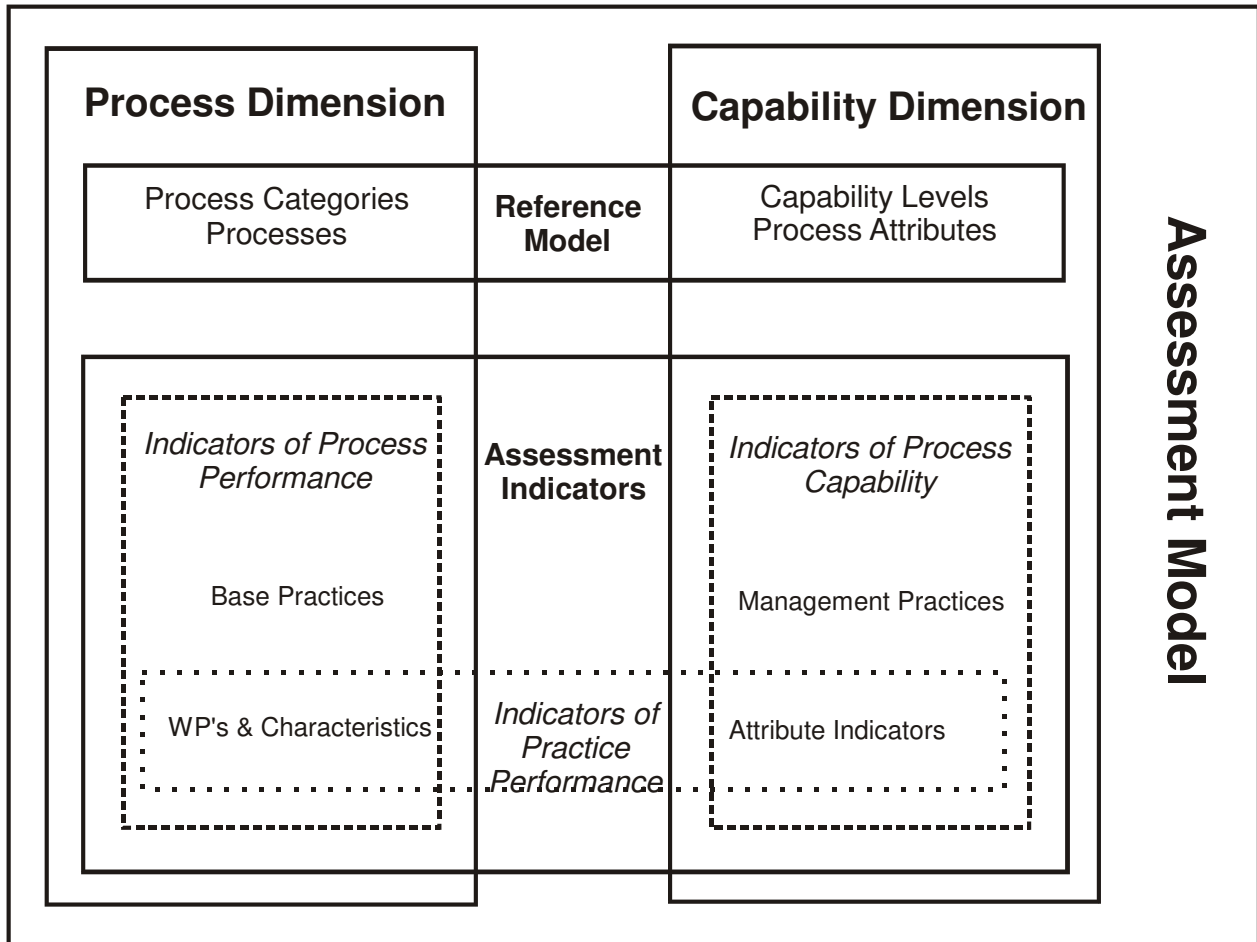 Process Dimension
Capability Dimension
Process Categories
Processes
Reference
Model
Capability Levels
Process Attributes
Indicators of Process
Performance
Assessment
Indicators
Indicators of Process
Capability
Base Practices
Management Practices
WP's & Characteristics
Indicators of
Practice
Performance
Attribute Indicators
Assessment Model